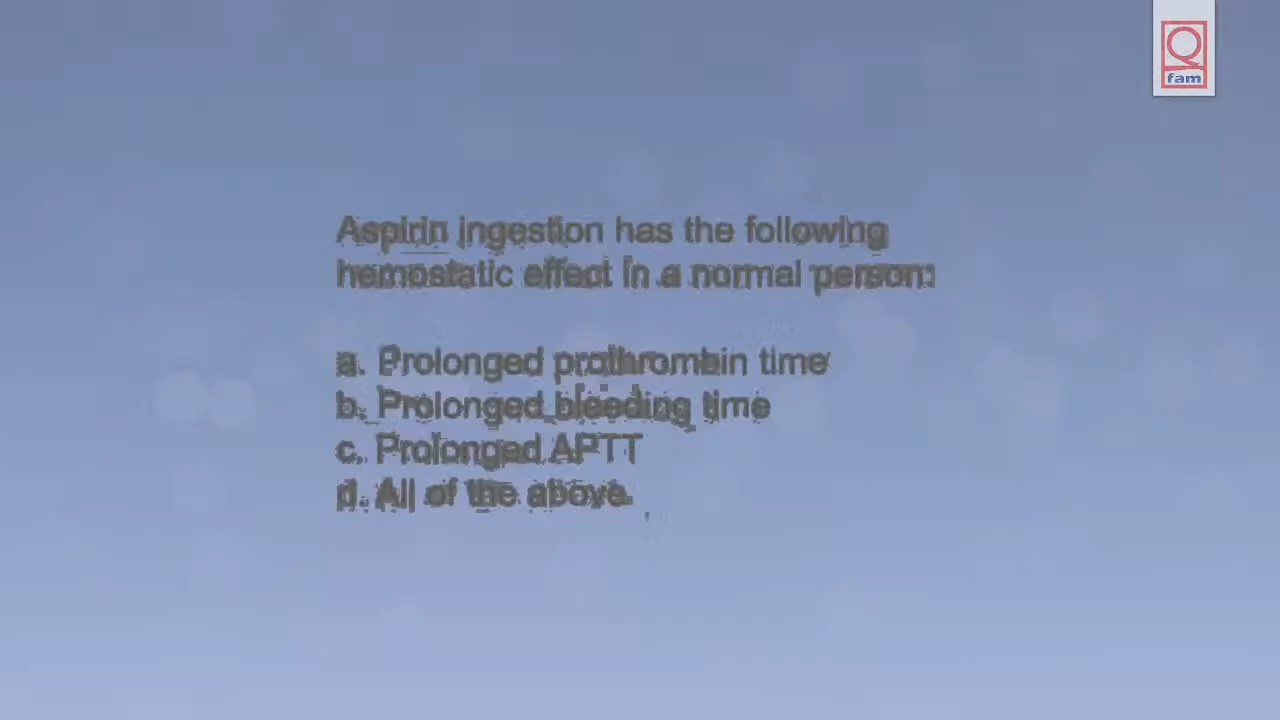 Q
fam
Aspirin ingestion has the following
hemostatic effect in a normal person:
a. Prolonged prothrombin time
b. Prolonged bleeding time
c. Prolonged APTT
d. All of the above.